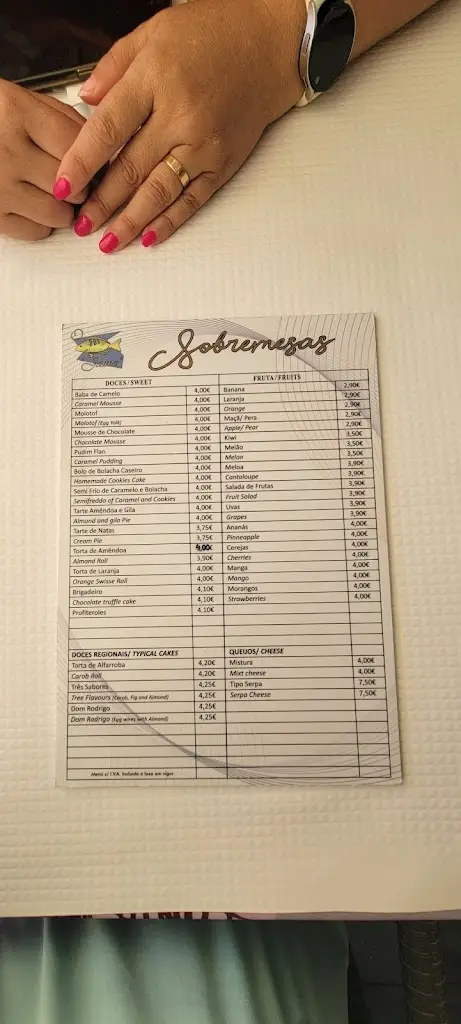 Sobremesas
DOCES/SWEET
Baba de Camelo 4,00€
Caramel Mousse 4,00€
Molotof 4,00€
Molotof (Egg Yolk) 4,00€
Mousse de Chocolate 4,00€
Chocolate Mousse 4,00€
Pudim Flan 4,00€
Caramel Pudding 4,00€
Bolo de Bolacha Caseiro 4,00€
Homemade Cookies Cake 4,00€
Semi Frio de Caramelo e Bolacha 4,00€
Semifreddo of Caramel and Cookies 4,00€
Tarte Amêndoa e Gila 4,00€
Almond and gila Pie 4,00€
Tarte de Natas 3,75€
Cream Pie 3,75€
Torta de Amêndoa 4,00€
Almond Roll 3,90€
Torta de Laranja 4,00€
Orange Swisse Roll 4,00€
Brigadeiro 4,10€
Chocolate truffle cake 4,10€
Profiteroles 4,10€
FRUTA/FRUITS
Banana 2,90€
Laranja 2,90€
Orange 2,90€
Maçã/ Pera 2,90€
Apple/ Pear 2,90€
Kiwi 3,50€
Melão 3,50€
Melon 3,50€
Meloa 3,90€
Cantaloupe 3,90€
Salada de Frutas 3,90€
Fruit Salad 3,90€
Uvas 3,90€
Grapes 3,90€
Ananás 4,00€
Pinneapple 4,00€
Cerejas 4,00€
Cherries 4,00€
Manga 4,00€
Mango 4,00€
Morangos 4,00€
Strawberries 4,00€
DOCES REGIONAIS/ TYPICAL CAKES
Torta de Alfarroba 4,20€
Carob Roll 4,20€
Três Sabores 4,25€
Tree Flavours (Carob, Fig and Almond) 4,25€
Dom Rodrigo 4,25€
Dom Rodrigo (Egg wires with Almond) 4,25€
QUEIJOS/ CHEESE
Mistura 4,00€
Mixt cheese 4,00€
Tipo Serpa 7,50€
Serpa Cheese 7,50€
Menú c/ I.V.A. Incluído à taxa em vigor